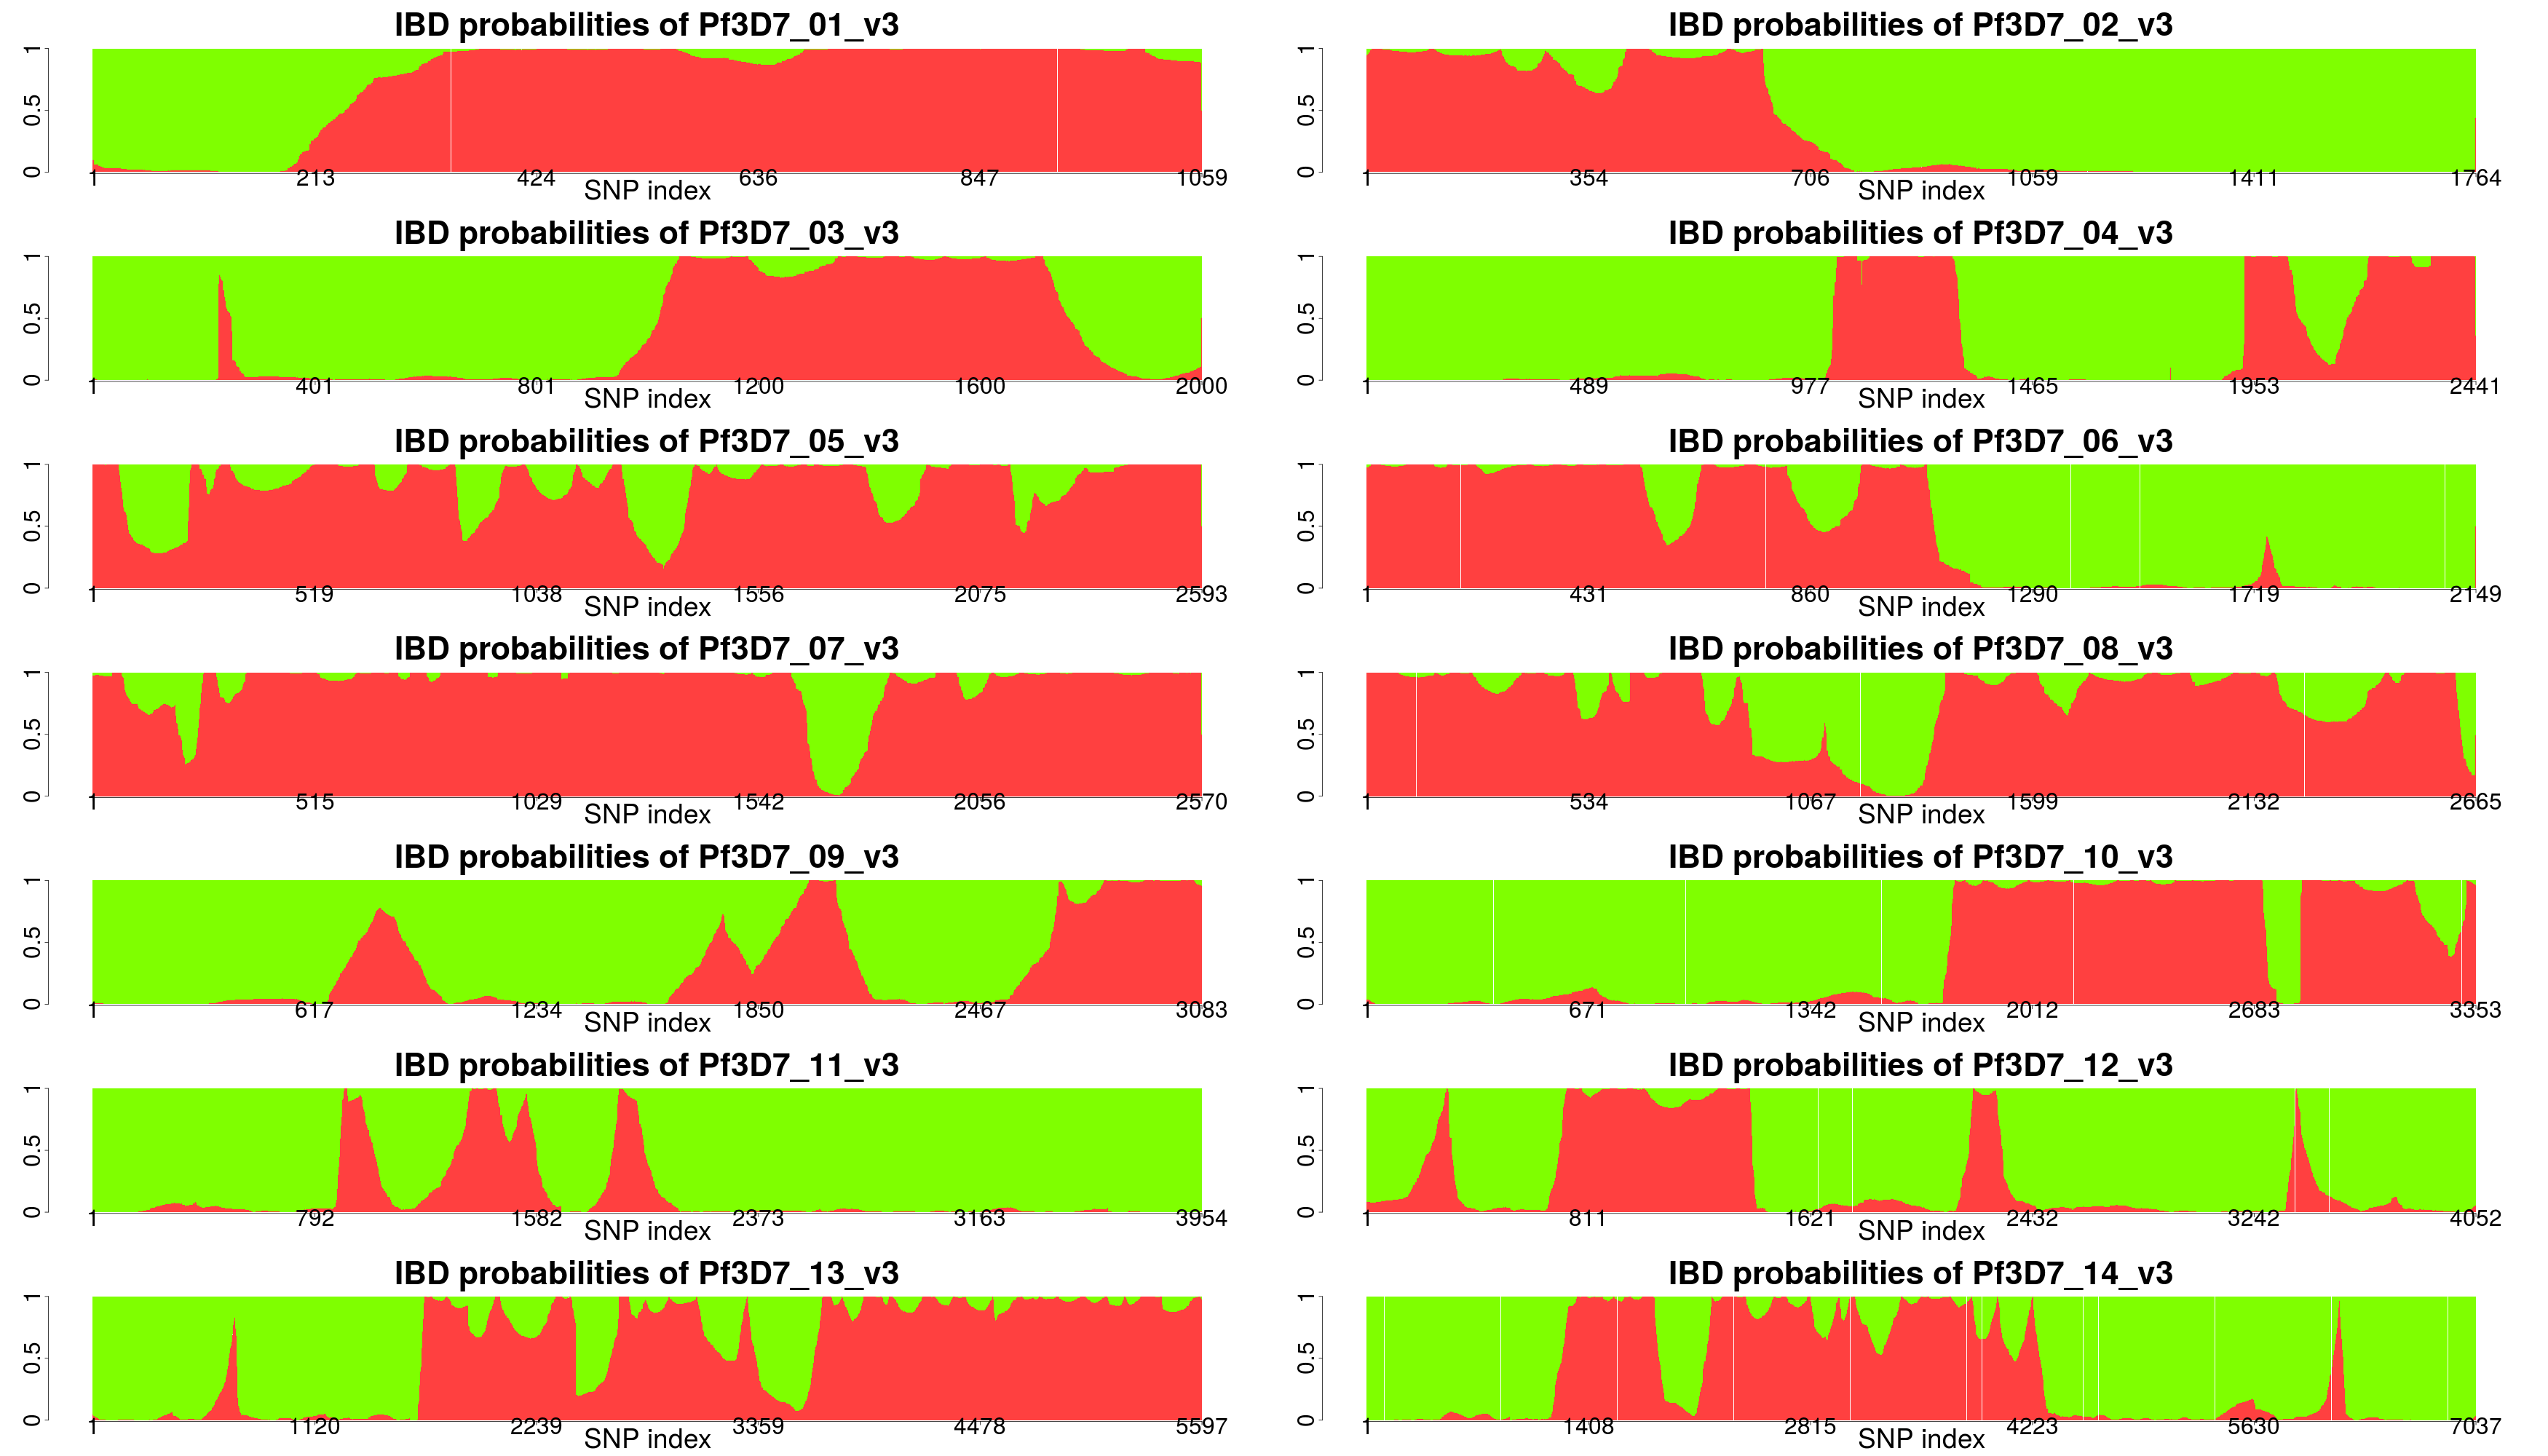 IBD probabilities of Pf3D7_01_v3
0 0.5 1
1 213 424 636 847 1059
SNP index
IBD probabilities of Pf3D7_02_v3
0 0.5 1
1 354 706 1059 1411 1764
SNP index
IBD probabilities of Pf3D7_03_v3
0 0.5 1
1 401 801 1200 1600 2000
SNP index
IBD probabilities of Pf3D7_04_v3
0 0.5 1
1 489 977 1465 1953 2441
SNP index
IBD probabilities of Pf3D7_05_v3
0 0.5 1
1 519 1038 1556 2075 2593
SNP index
IBD probabilities of Pf3D7_06_v3
0 0.5 1
1 431 860 1290 1719 2149
SNP index
IBD probabilities of Pf3D7_07_v3
0 0.5 1
1 515 1029 1542 2056 2570
SNP index
IBD probabilities of Pf3D7_08_v3
0 0.5 1
1 534 1067 1599 2132 2665
SNP index
IBD probabilities of Pf3D7_09_v3
0 0.5 1
1 617 1234 1850 2467 3083
SNP index
IBD probabilities of Pf3D7_10_v3
0 0.5 1
1 671 1342 2012 2683 3353
SNP index
IBD probabilities of Pf3D7_11_v3
0 0.5 1
1 792 1582 2373 3163 3954
SNP index
IBD probabilities of Pf3D7_12_v3
0 0.5 1
1 811 1621 2432 3242 4052
SNP index
IBD probabilities of Pf3D7_13_v3
0 0.5 1
1 1120 2239 3359 4478 5597
SNP index
IBD probabilities of Pf3D7_14_v3
0 0.5 1
1 1408 2815 4223 5630 7037
SNP index